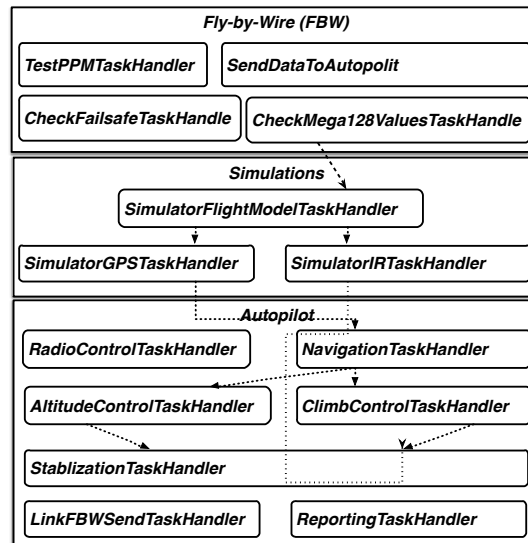 Fly-by-Wire (FBW)
TestPPMTaskHandler
SendDataToAutopolit
CheckFailsafeTaskHandle
CheckMega128ValuesTaskHandle
Simulations
SimulatorFlightModelTaskHandler
SimulatorGPSTaskHandler
SimulatorIRTaskHandler
Autopilot
RadioControlTaskHandler
NavigationTaskHandler
AltitudeControlTaskHandler
ClimbControlTaskHandler
StablizationTaskHandler
LinkFBWSendTaskHandler
ReportingTaskHandler